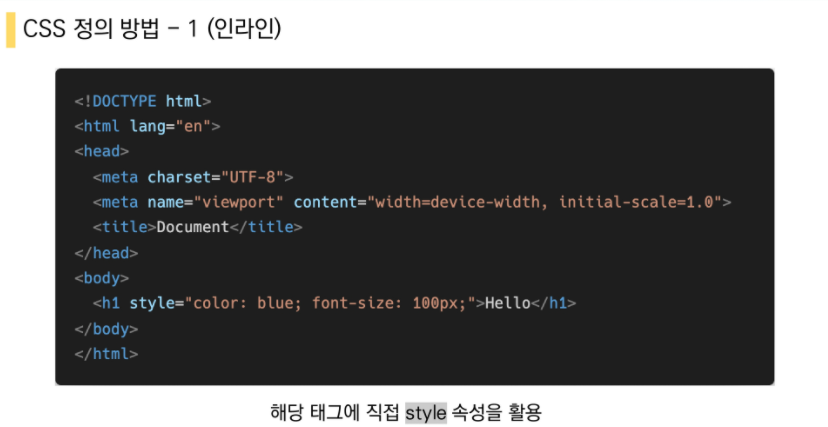 CSS 정의 방법 - 1 (인라인)
<!DOCTYPE html>
<html lang="en">
<head>
  <meta charset="UTF-8">
  <meta name="viewport" content="width=device-width, initial-scale=1.0">
  <title>Document</title>
</head>
<body>
  <h1 style="color: blue; font-size: 100px;">Hello</h1>
</body>
</html>
해당 태그에 직접 style 속성을 활용